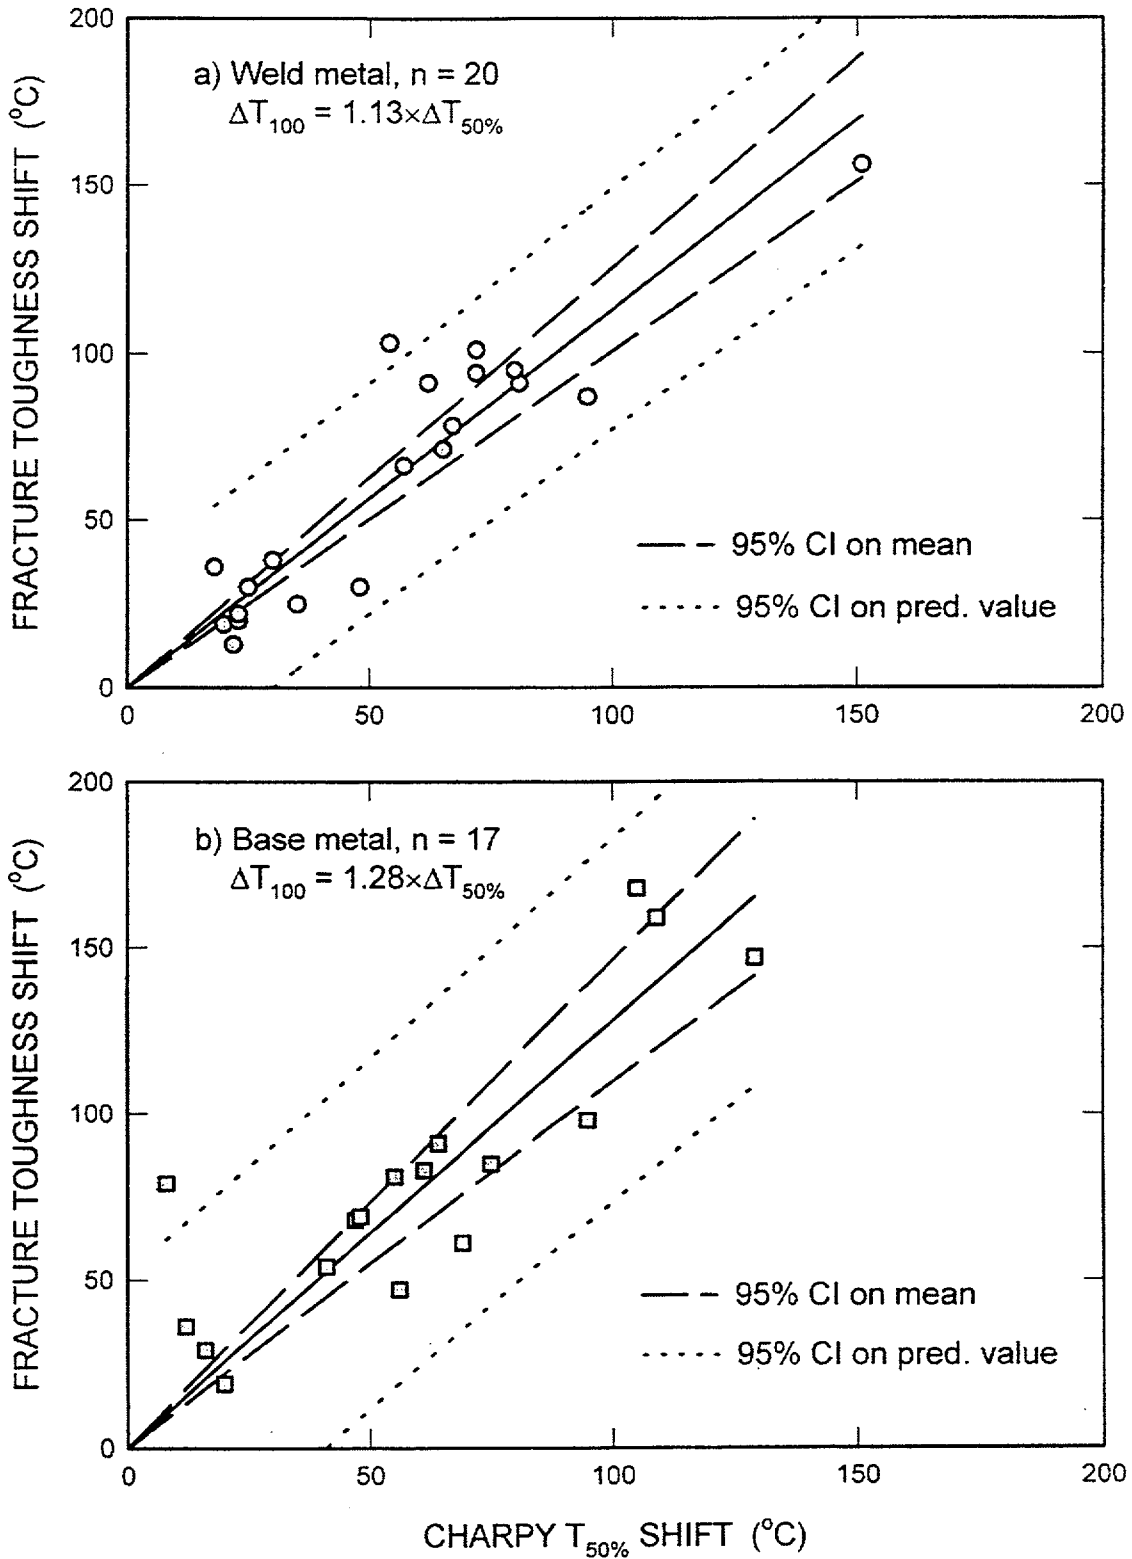 200
150
100
50
0
FRACTURE TOUGHNESS SHIFT (°C)
a) Weld metal, n = 20
ΔT100 = 1.13×ΔT50%
95% CI on mean
95% CI on pred. value
0 50 100 150 200
200
150
100
50
0
FRACTURE TOUGHNESS SHIFT (°C)
b) Base metal, n = 17
ΔT100 = 1.28×ΔT50%
95% CI on mean
95% CI on pred. value
0 50 100 150 200
CHARPY T50% SHIFT (°C)